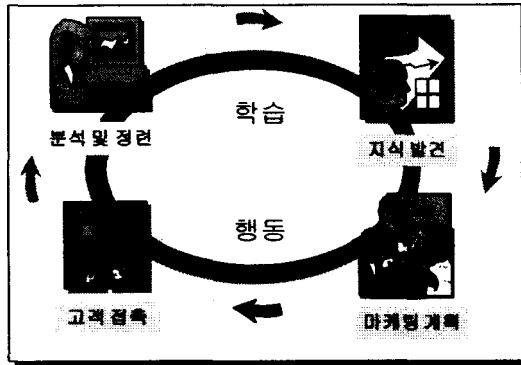 학습
분석 및 정련
지식 발견
행동
고객 접촉
마케팅 계획